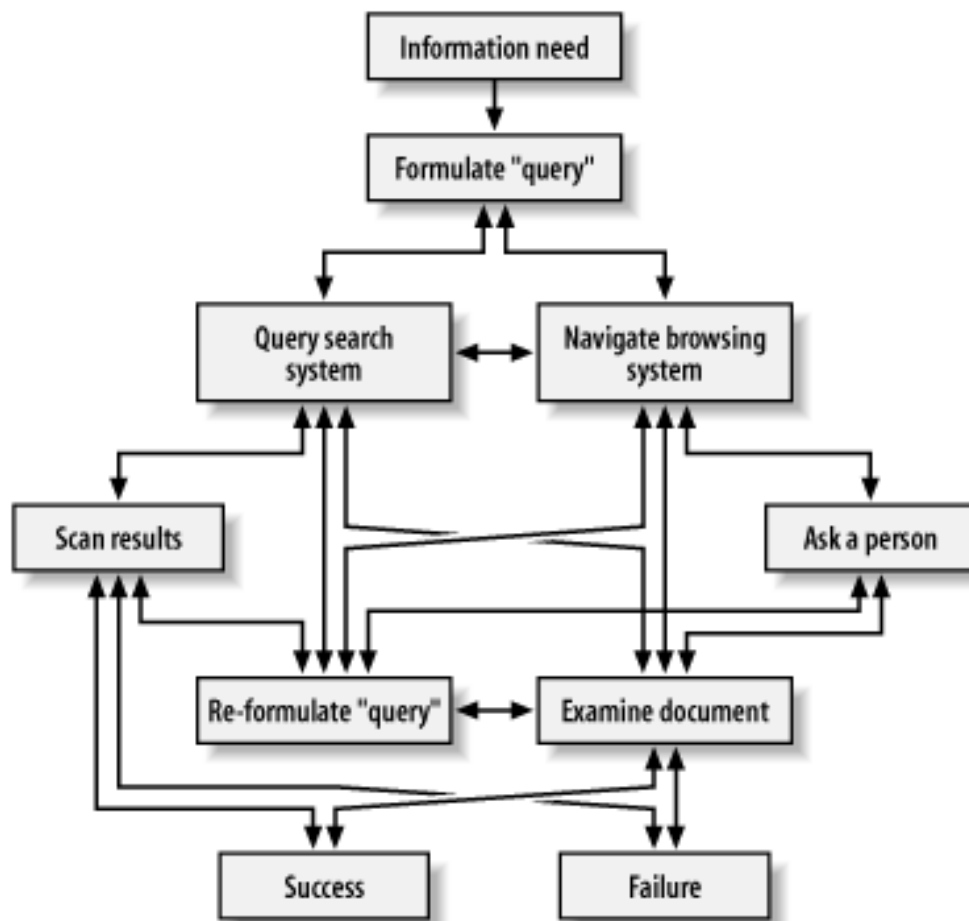 Information need
Formulate "query"
Query search
system
Navigate browsing
system
Scan results
Ask a person
Re-formulate "query"
Examine document
Success
Failure